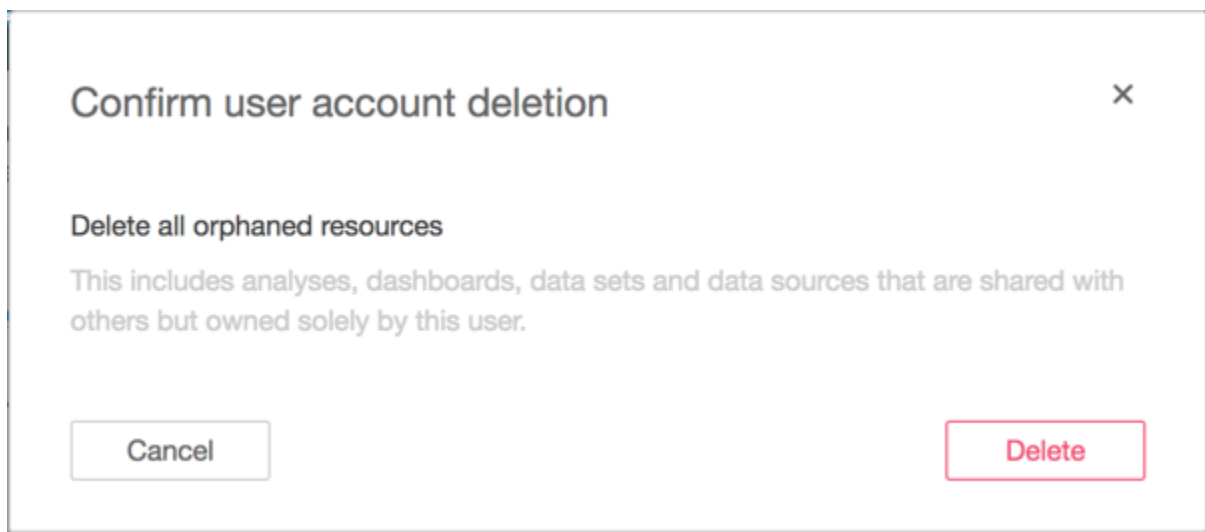 Confirm user account deletion
Delete all orphaned resources
This includes analyses, dashboards, data sets and data sources that are shared with
others but owned solely by this user.
Cancel
Delete